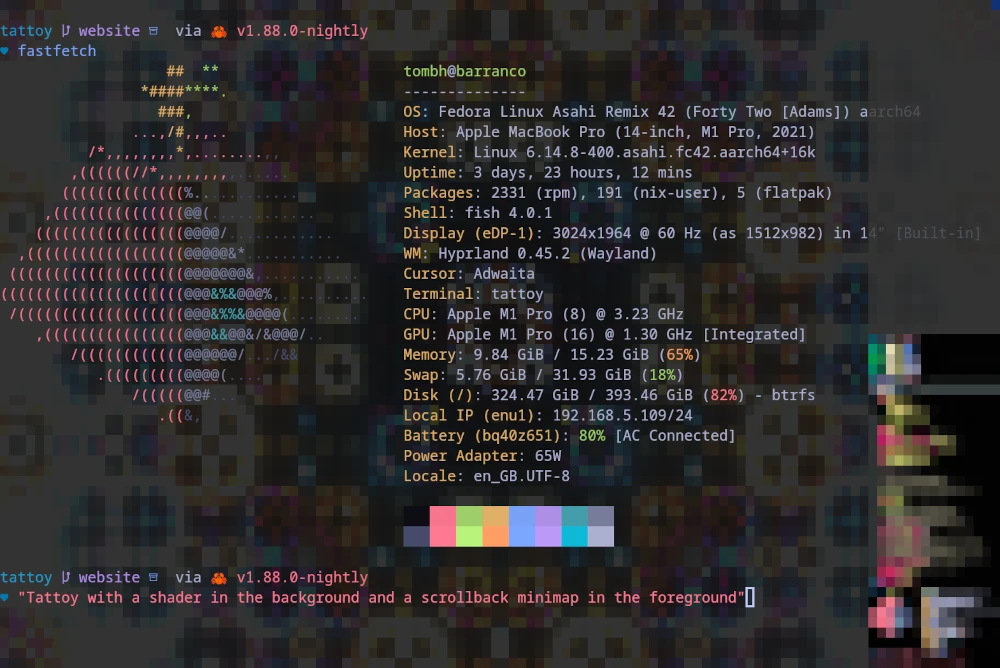 tattoy website via 🦀 v1.88.0-nightly
♥ fastfetch
tombh@barranco
--------------
OS: Fedora Linux Asahi Remix 42 (Forty Two [Adams]) aarch64
Host: Apple MacBook Pro (14-inch, M1 Pro, 2021)
Kernel: Linux 6.14.8-400.asahi.fc42.aarch64+16k
Uptime: 3 days, 23 hours, 12 mins
Packages: 2331 (rpm), 191 (nix-user), 5 (flatpak)
Shell: fish 4.0.1
Display (eDP-1): 3024x1964 @ 60 Hz (as 1512x982) in 14" [Built-in]
WM: Hyprland 0.45.2 (Wayland)
Cursor: Adwaita
Terminal: tattoy
CPU: Apple M1 Pro (8) @ 3.23 GHz
GPU: Apple M1 Pro (16) @ 1.30 GHz [Integrated]
Memory: 9.84 GiB / 15.23 GiB (65%)
Swap: 5.76 GiB / 31.93 GiB (18%)
Disk (/): 324.47 GiB / 393.46 GiB (82%) - btrfs
Local IP (enu1): 192.168.5.109/24
Battery (bq40z651): 80% [AC Connected]
Power Adapter: 65W
Locale: en_GB.UTF-8
tattoy website via 🦀 v1.88.0-nightly
♥ "Tattoy with a shader in the background and a scrollback minimap in the foreground"